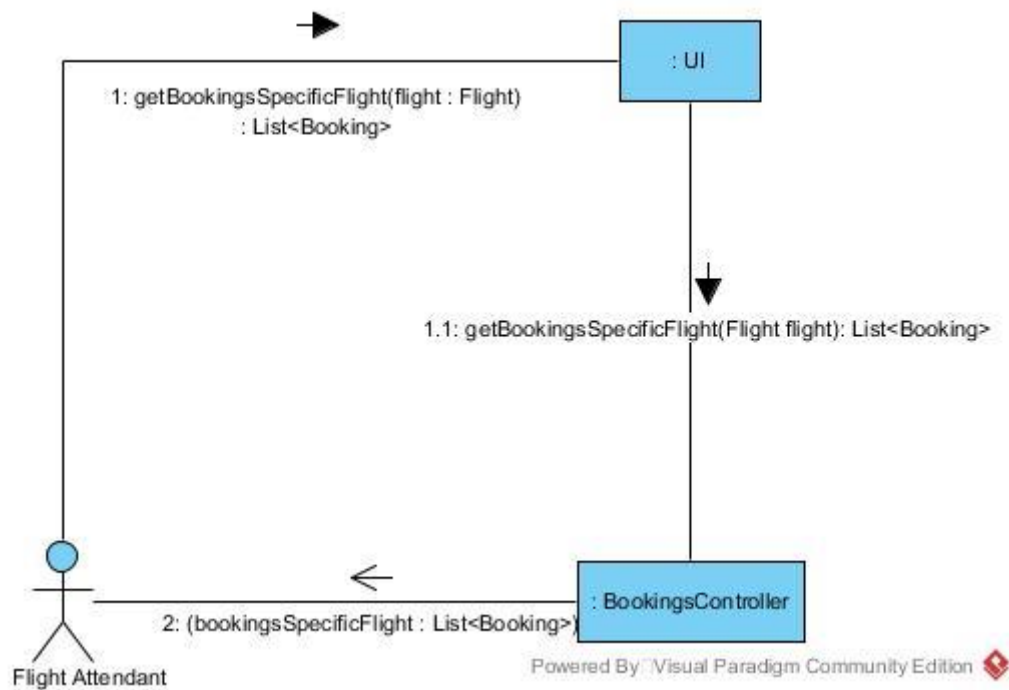 : UI
1: getBookingsSpecificFlight(flight : Flight)
: List<Booking>
1.1: getBookingsSpecificFlight(Flight flight): List<Booking>
: BookingsController
2: (bookingsSpecificFlight : List<Booking>)
Flight Attendant
Powered By Visual Paradigm Community Edition